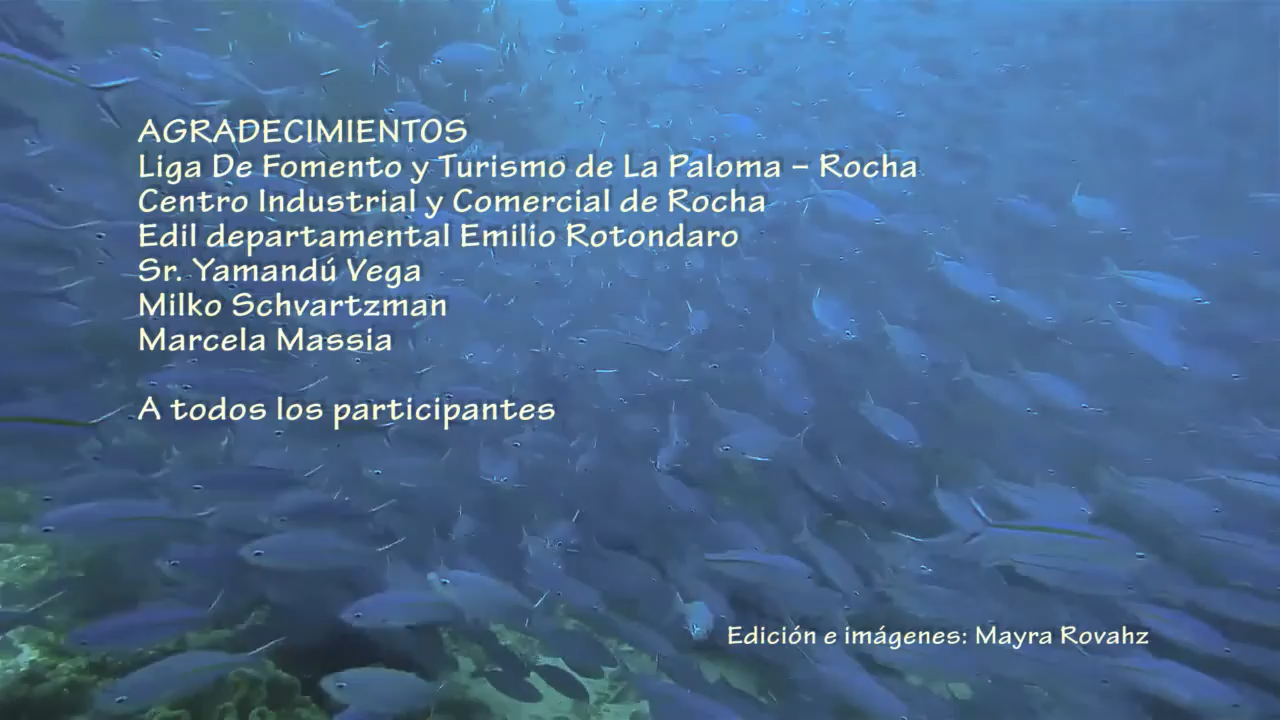 AGRADECIMIENTOS
Liga De Fomento y Turismo de La Paloma – Rocha
Centro Industrial y Comercial de Rocha
Edil departamental Emilio Rotondaro
Sr. Yamandú Vega
Milko Schvartzman
Marcela Massia
A todos los participantes
Edición e imágenes: Mayra Rovahz